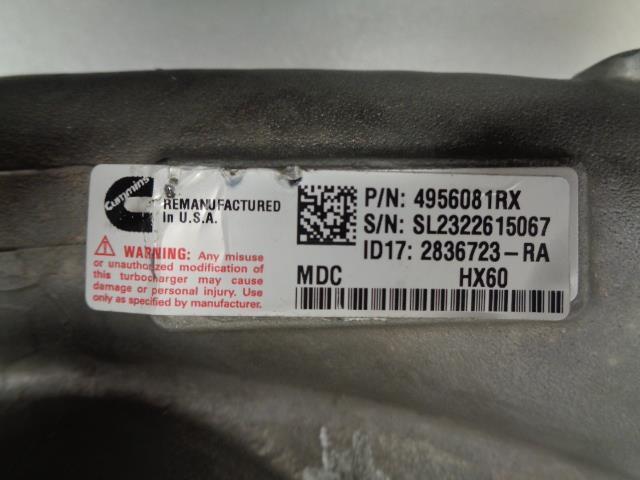 Cummins
REMANUFACTURED
In U.S.A.
WARNING: Any misuse
or unauthorized modification of
this turbocharger may cause
damage or personal injury. Use
only as specified by manufacturer.
P/N: 4956081RX
S/N: SL2322615067
ID17: 2836723-RA
MDC HX60